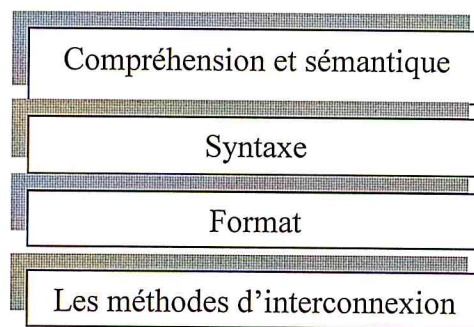 Compréhension et sémantique
Syntaxe
Format
Les méthodes d'interconnexion